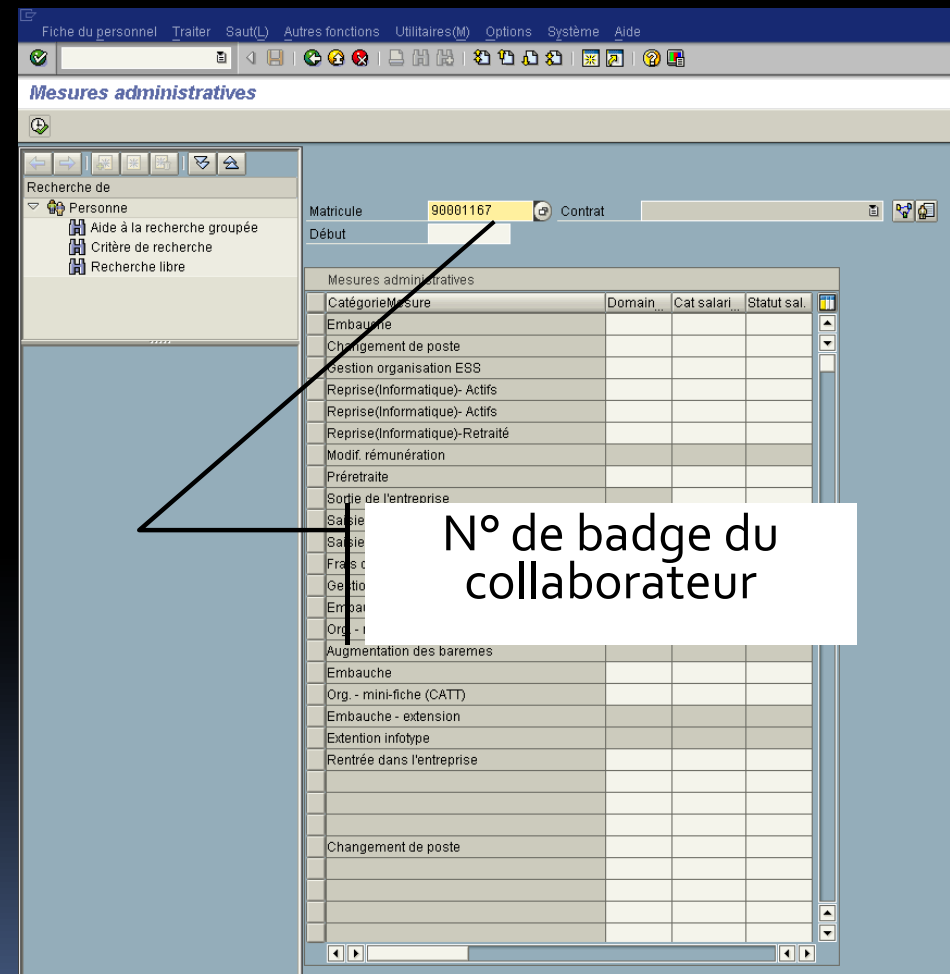 Fiche du personnel Traiter Saut(L) Autres fonctions Utilitaires(M) Options Système Aide
Mesures administratives
Recherche de
Personne
Aide à la recherche groupée
Critère de recherche
Recherche libre
Matricule 90001167 Contrat
Début
Mesures administratives
CatégorieMesure Domain... Cat salari... Statut sal.
Embauche
Changement de poste
Gestion organisation ESS
Reprise(Informatique)- Actifs
Reprise(Informatique)- Actifs
Reprise(Informatique)-Retraité
Modif. rémunération
Préretraite
Sortie de l'entreprise
N° de badge du
collaborateur
Augmentation des baremes
Embauche
Org. - mini-fiche (CATT)
Embauche - extension
Extention infotype
Rentrée dans l'entreprise
Changement de poste